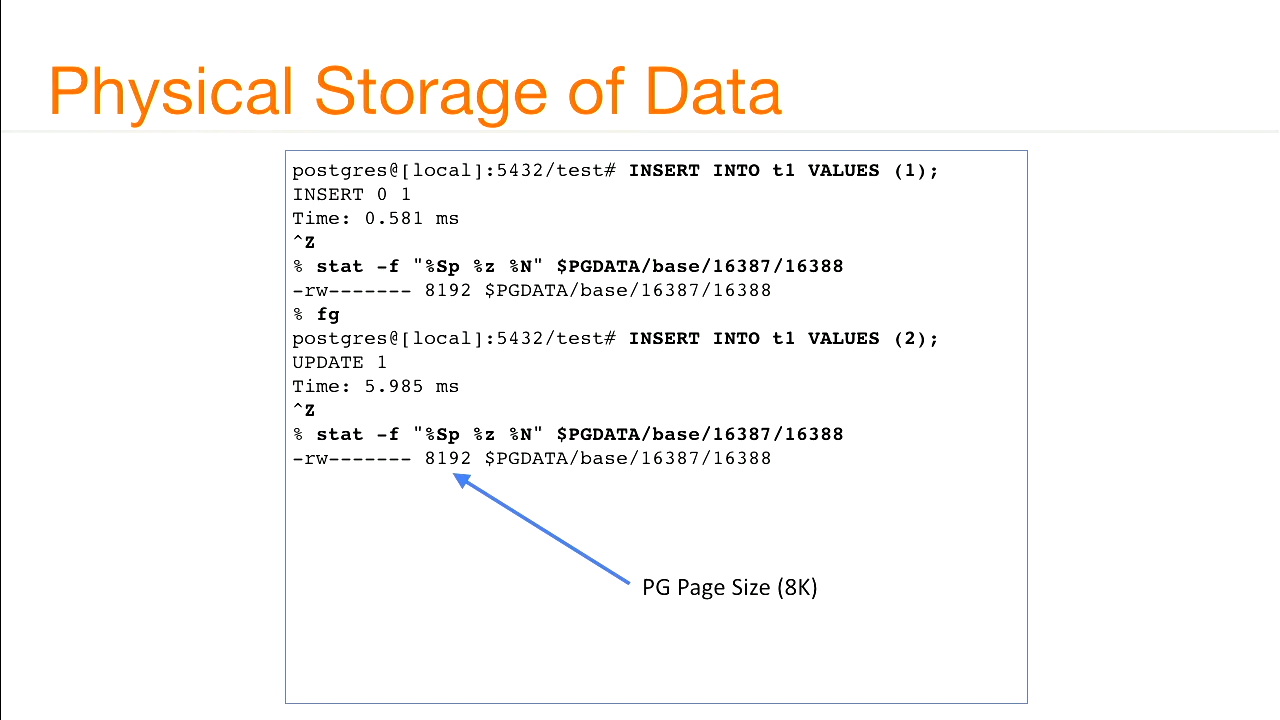 Physical Storage of Data
postgres@[local]:5432/test# INSERT INTO t1 VALUES (1);
INSERT 0 1
Time: 0.581 ms
^Z
% stat -f "%Sp %z %N" $PGDATA/base/16387/16388
-rw------- 8192 $PGDATA/base/16387/16388
% fg
postgres@[local]:5432/test# INSERT INTO t1 VALUES (2);
UPDATE 1
Time: 5.985 ms
^Z
% stat -f "%Sp %z %N" $PGDATA/base/16387/16388
-rw------- 8192 $PGDATA/base/16387/16388
PG Page Size (8K)